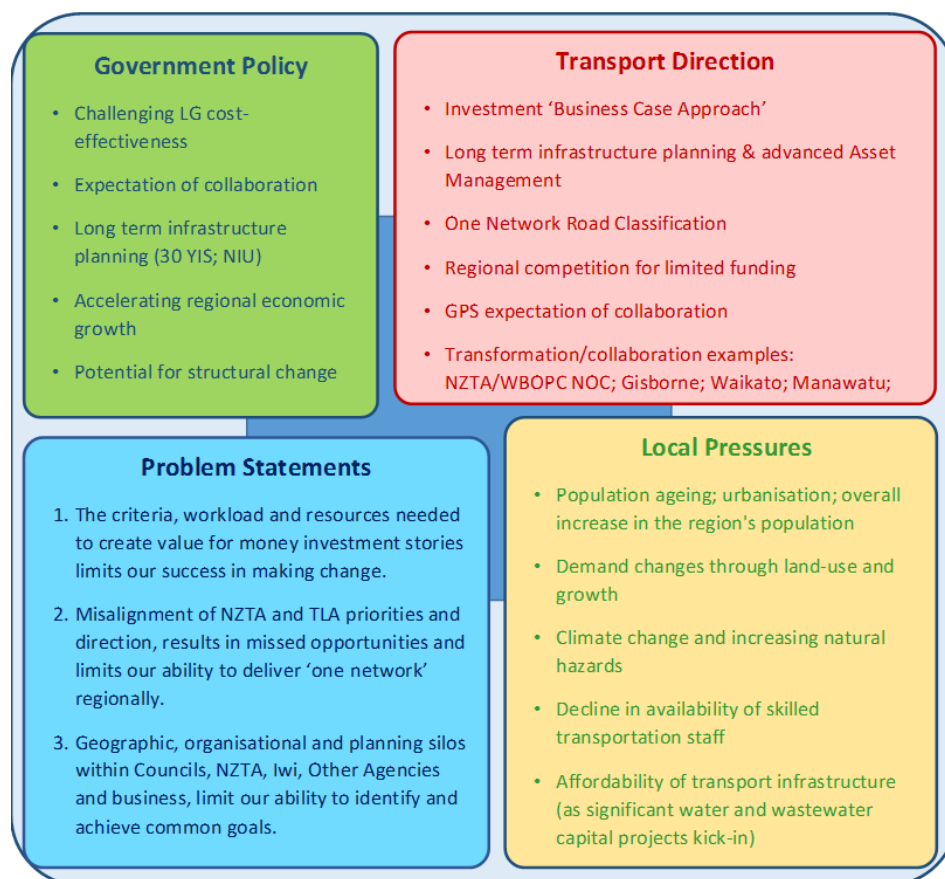 Government Policy
• Challenging LG cost-
effectiveness
• Expectation of collaboration
• Long term infrastructure
planning (30 YIS; NIU)
• Accelerating regional economic
growth
• Potential for structural change
Transport Direction
• Investment ‘Business Case Approach’
• Long term infrastructure planning & advanced Asset
Management
• One Network Road Classification
• Regional competition for limited funding
• GPS expectation of collaboration
• Transformation/collaboration examples:
NZTA/WBOPC NOC; Gisborne; Waikato; Manawatu;
Problem Statements
1. The criteria, workload and resources needed
to create value for money investment stories
limits our success in making change.
2. Misalignment of NZTA and TLA priorities and
direction, results in missed opportunities and
limits our ability to deliver ‘one network’
regionally.
3. Geographic, organisational and planning silos
within Councils, NZTA, Iwi, Other Agencies
and business, limit our ability to identify and
achieve common goals.
Local Pressures
• Population ageing; urbanisation; overall
increase in the region's population
• Demand changes through land-use and
growth
• Climate change and increasing natural
hazards
• Decline in availability of skilled
transportation staff
• Affordability of transport infrastructure
(as significant water and wastewater
capital projects kick-in)